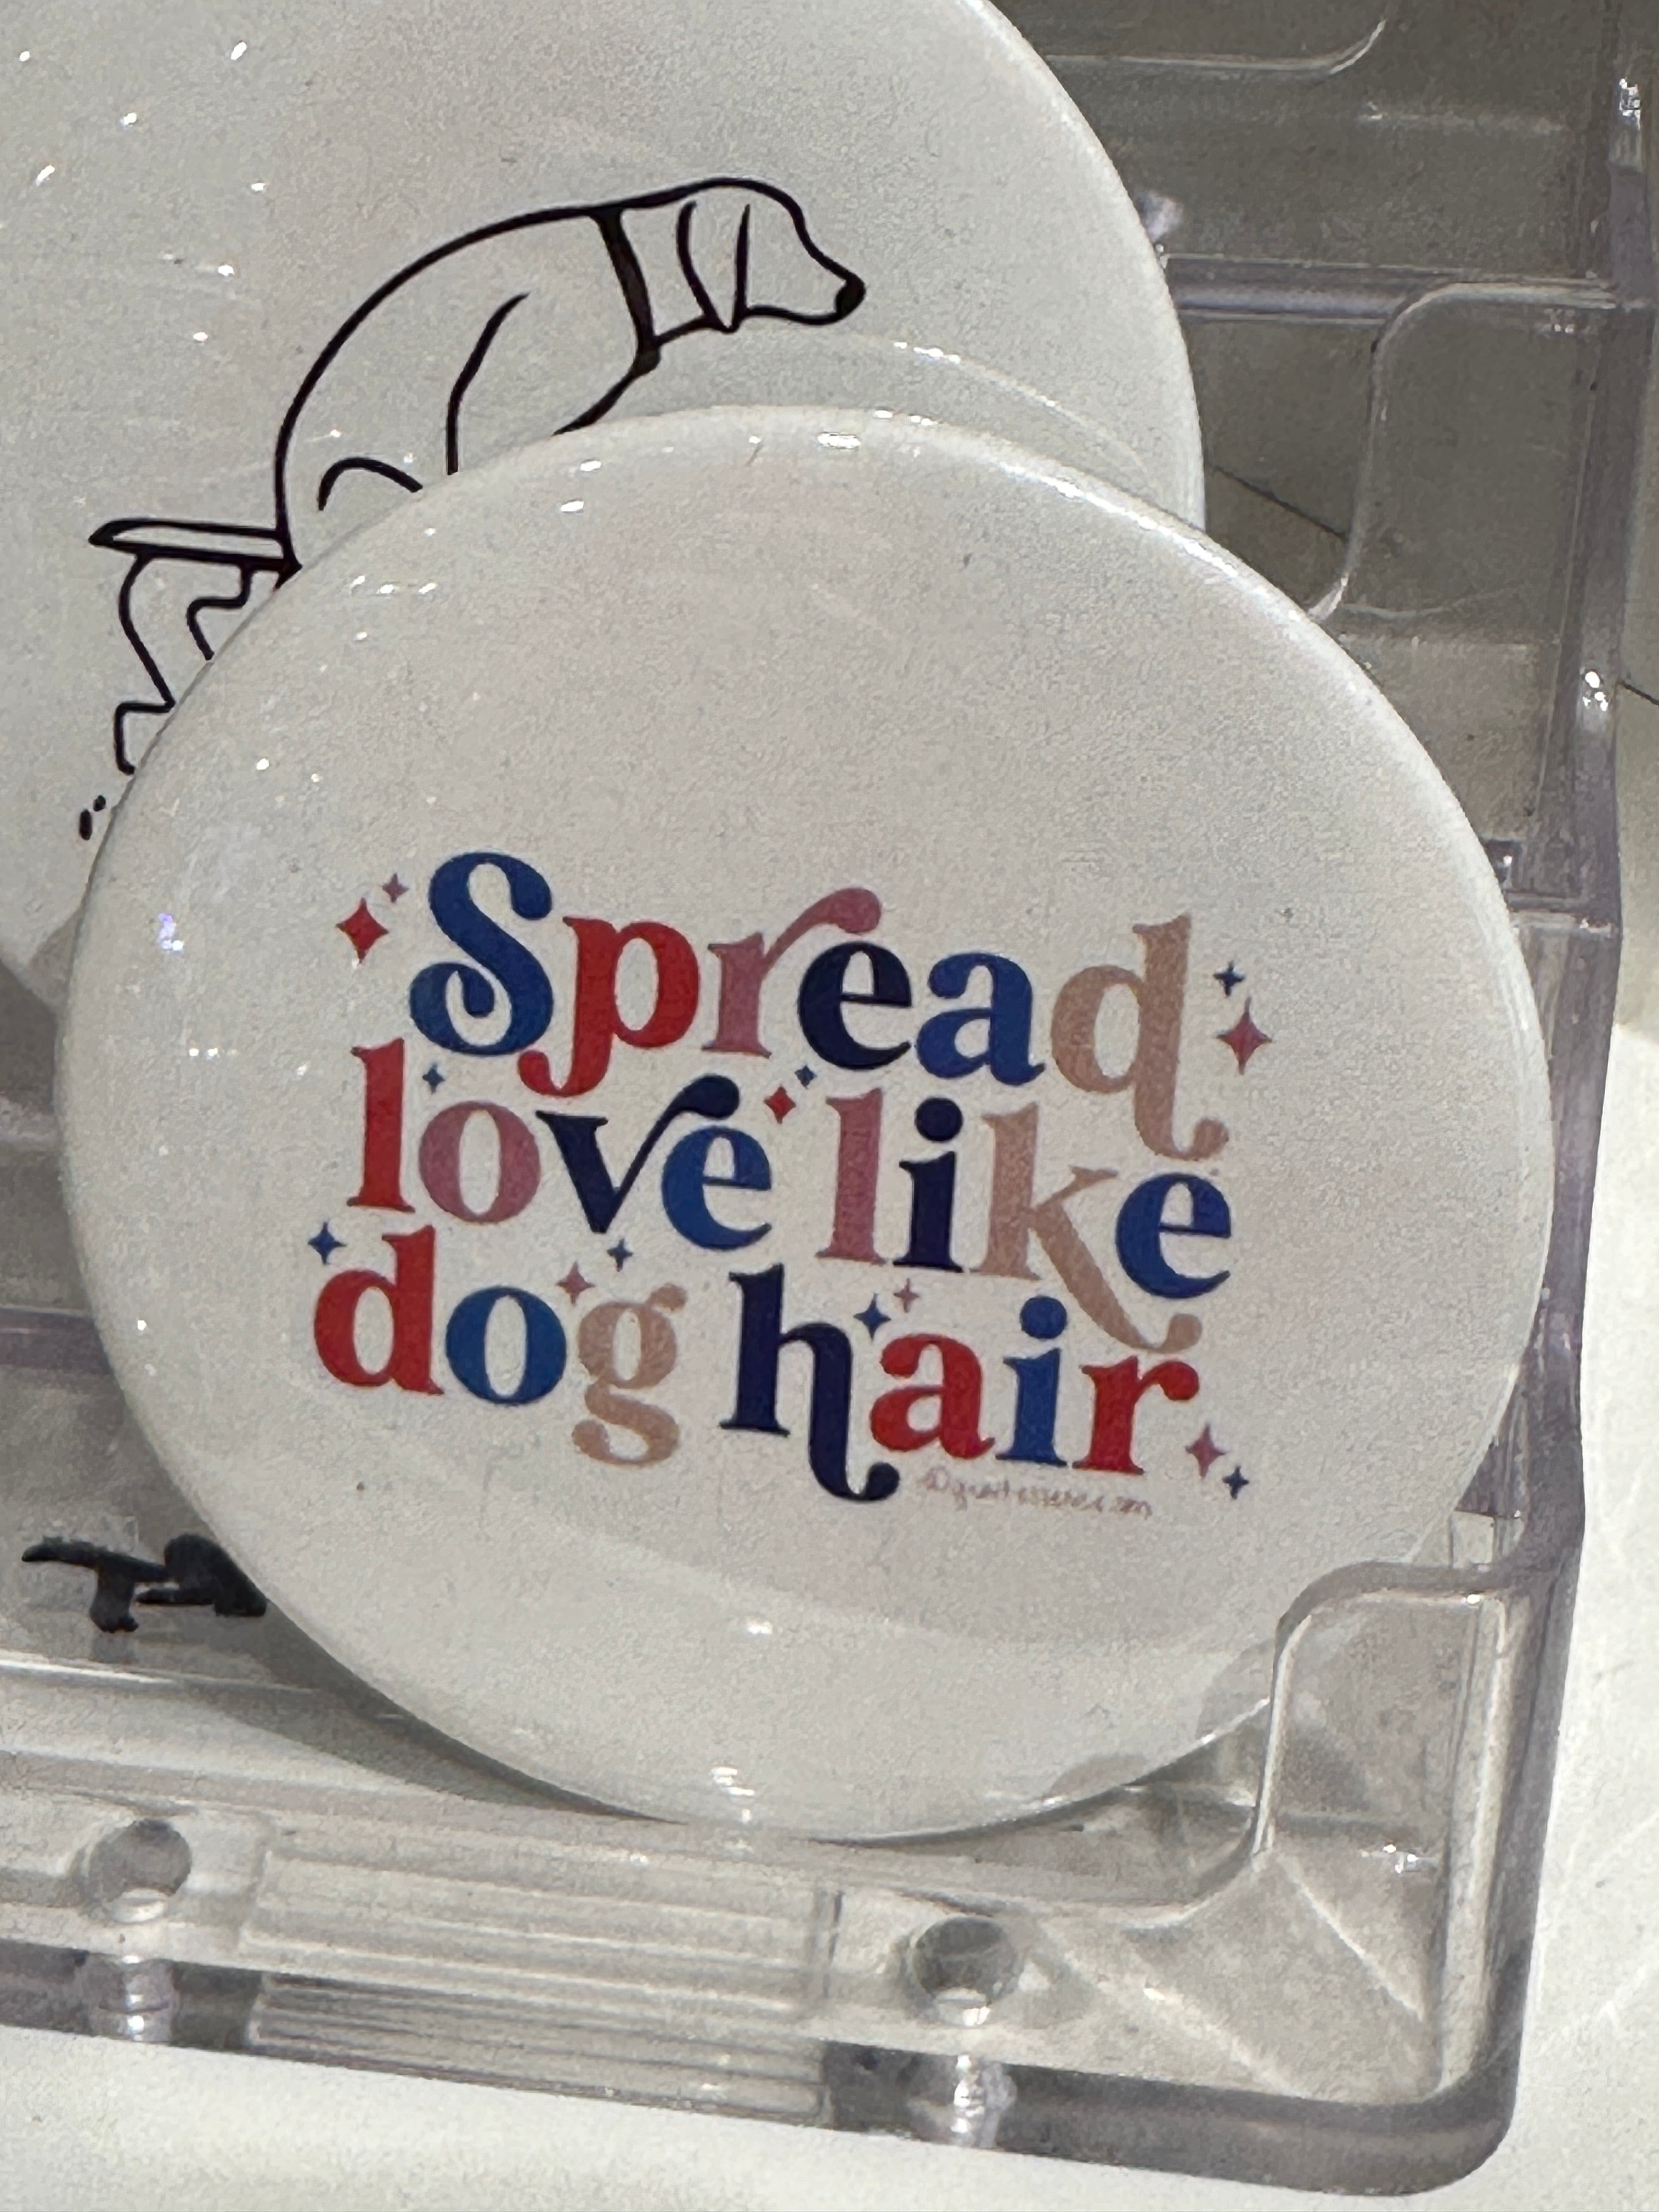 Spread
love like
dog hair